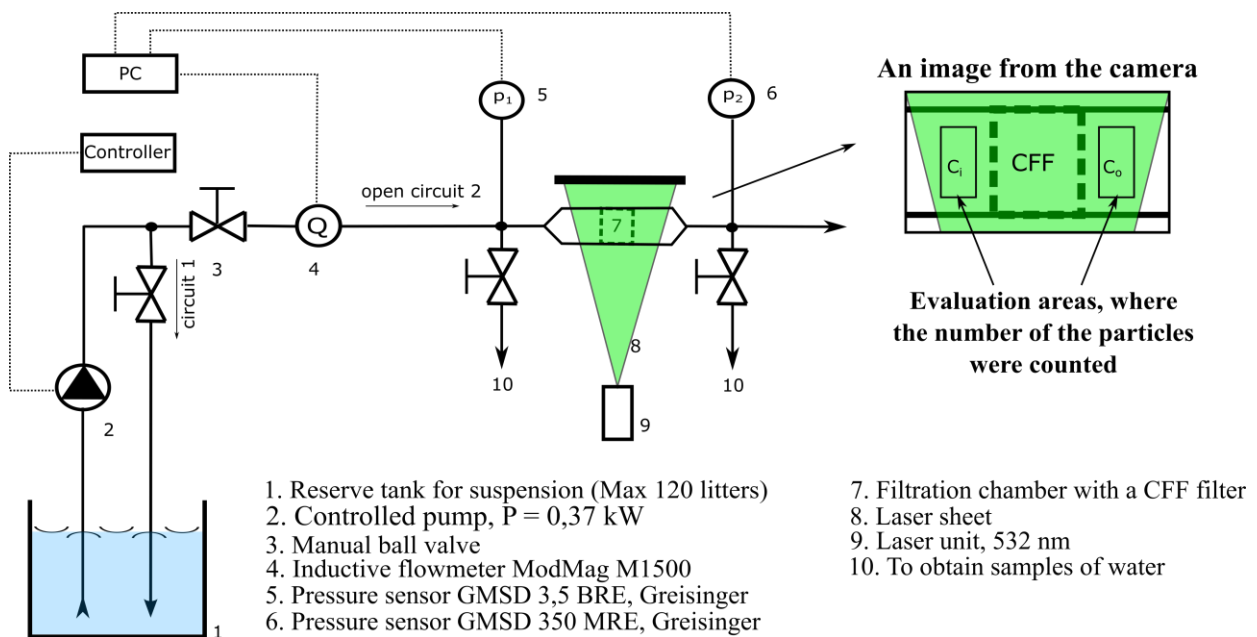 PC
Controller
p1
5
p2
6
An image from the camera
Ci
CFF
Co
open circuit 2
Q
3
4
7
circuit 1
Evaluation areas, where
the number of the particles
were counted
2
10
8
10
9
1
1. Reserve tank for suspension (Max 120 litters)
2. Controlled pump, P = 0,37 kW
3. Manual ball valve
4. Inductive flowmeter ModMag M1500
5. Pressure sensor GMSD 3,5 BRE, Greisinger
6. Pressure sensor GMSD 350 MRE, Greisinger
7. Filtration chamber with a CFF filter
8. Laser sheet
9. Laser unit, 532 nm
10. To obtain samples of water